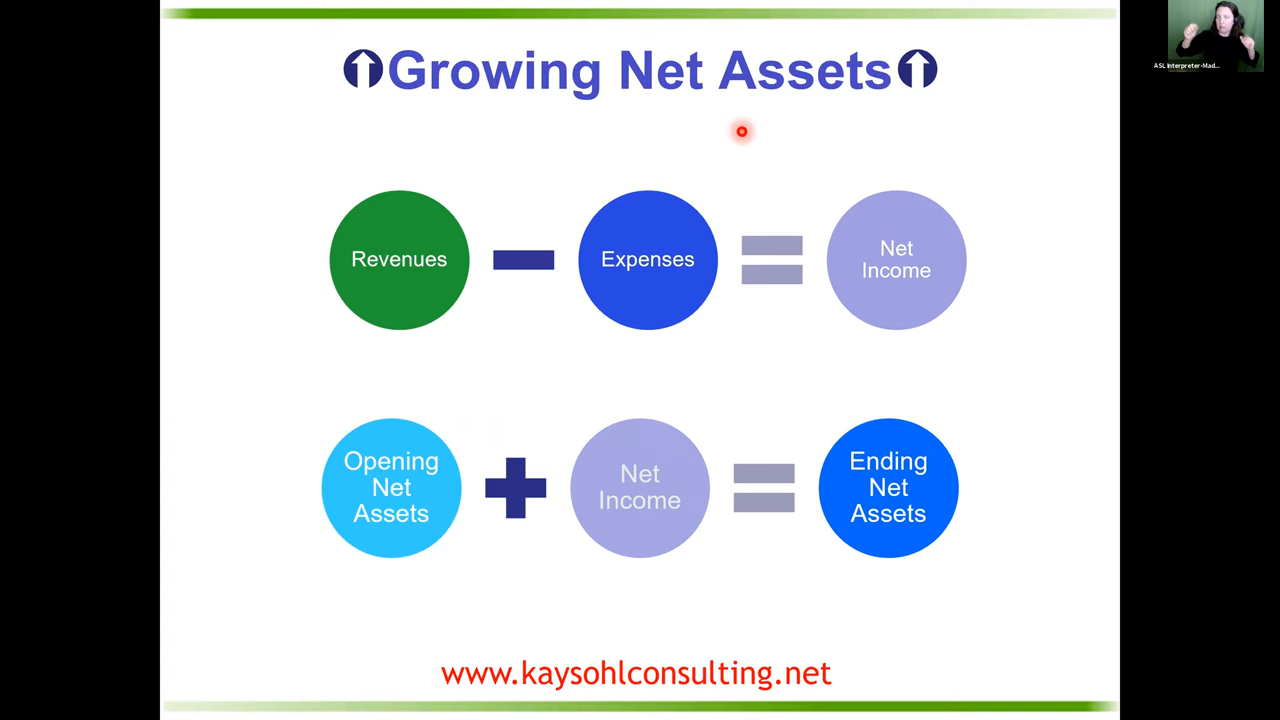 Growing Net Assets
Revenues
Expenses
Net
Income
Opening
Net
Assets
Net
Income
Ending
Net
Assets
www.kaysohlconsulting.net
ASL Interpreter-Mad...